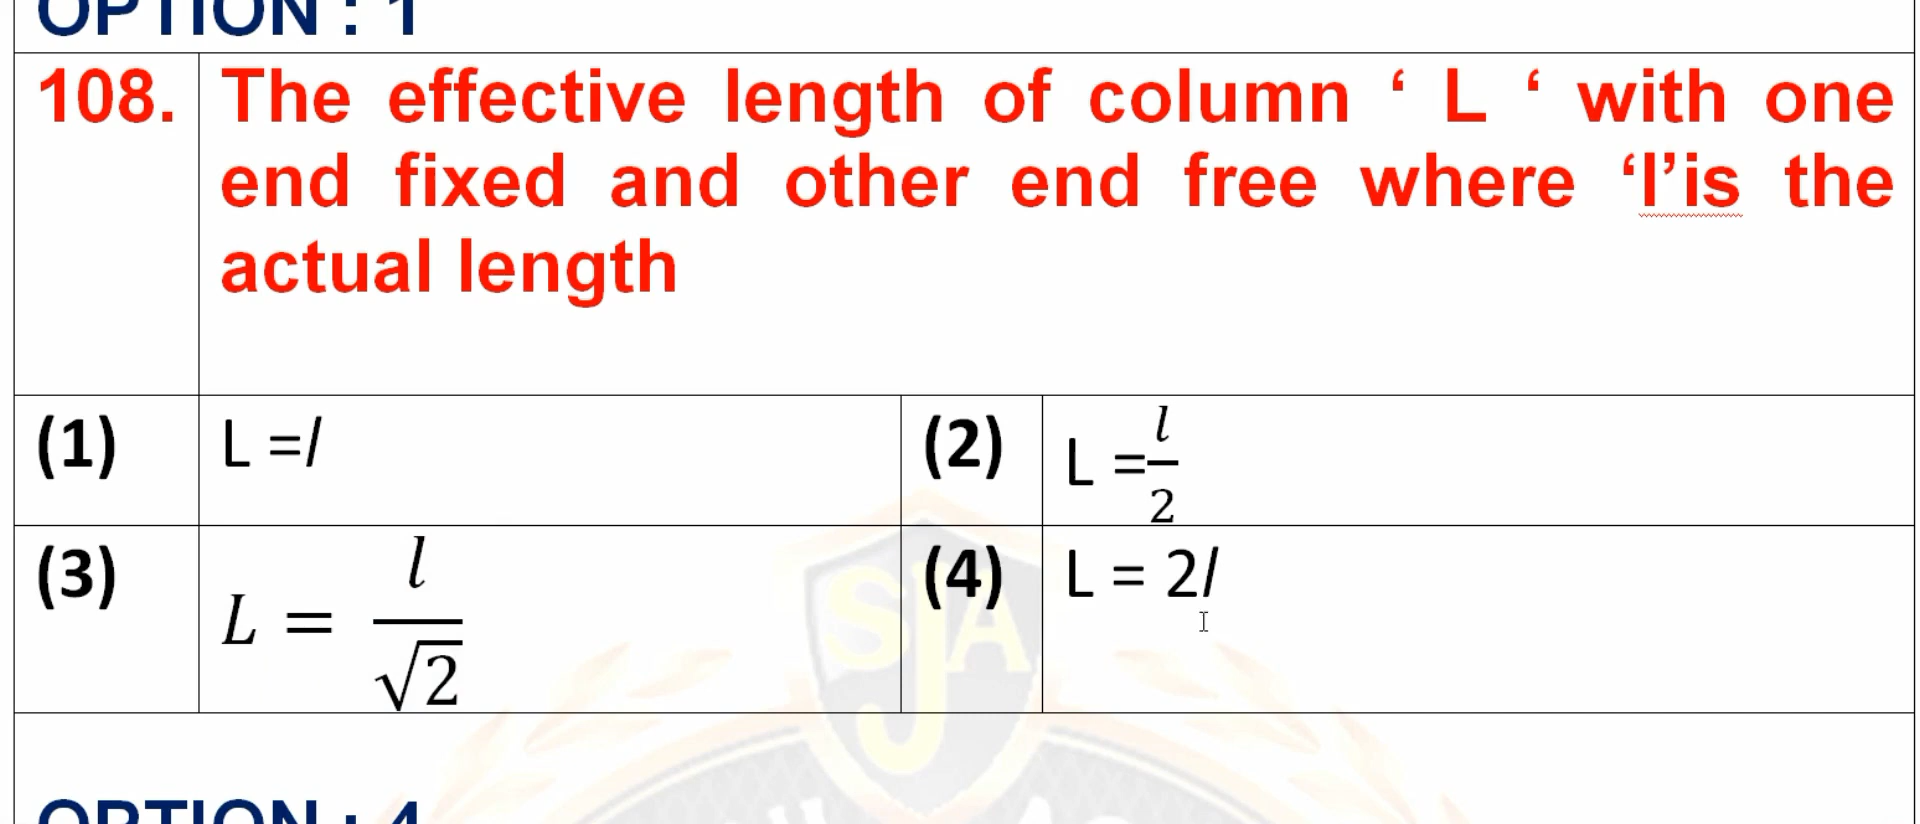 OPTION : 1
108. The effective length of column ‘ L ‘ with one
end fixed and other end free where ‘l’is the
actual length
(1) L =l (2) L =l/2
(3) L = l/√2 (4) L = 2l
SJA
OPTION : 4